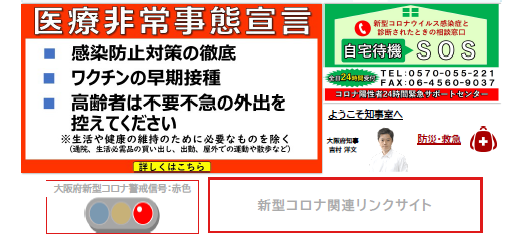 医療非常事態宣言
■ 感染防止対策の徹底
■ ワクチンの早期接種
■ 高齢者は不要不急の外出を
控えてください
※生活や健康の維持のために必要なものを除く
(通院、生活必需品の買い出し、出勤、屋外での運動や散歩など)
詳しくはこちら
新型コロナウイルス感染症と
診断されたときの相談窓口
自宅待機SOS
全日24時間受付
TEL:0570-055-221
FAX:06-4560-9037
コロナ陽性者24時間緊急サポートセンター
ようこそ知事室へ
大阪府知事
吉村 洋文
防災・救急
大阪府新型コロナ警戒信号:赤色
新型コロナ関連リンクサイト